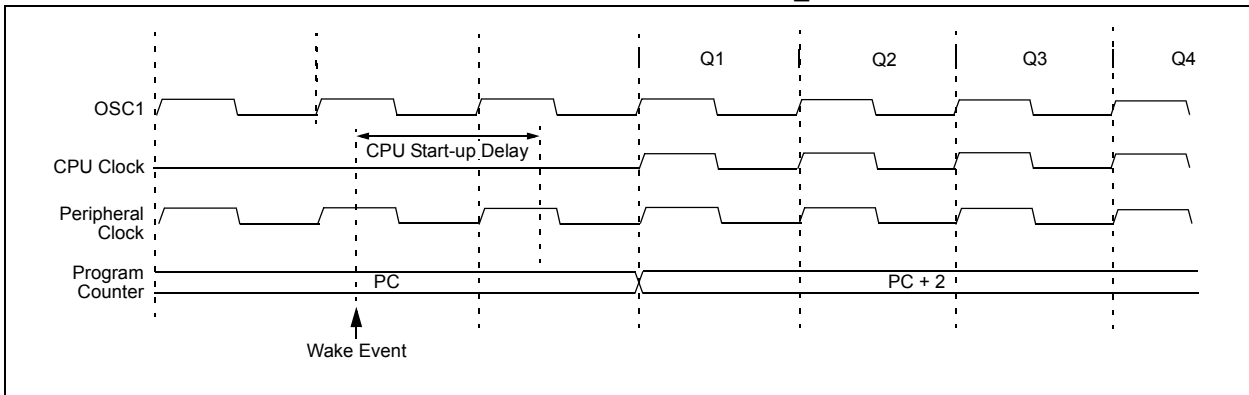 Q1 Q2 Q3 Q4
OSC1
CPU Start-up Delay
CPU Clock
Peripheral
Clock
Program
Counter
PC PC + 2
Wake Event